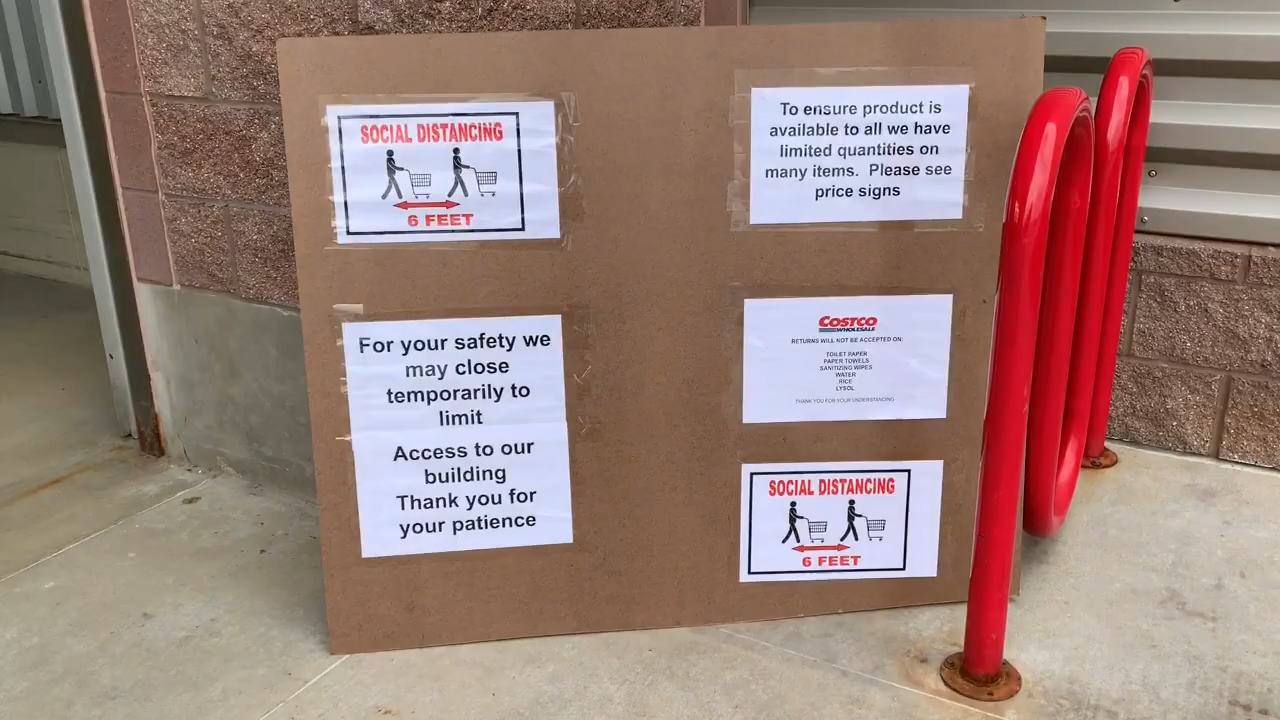 SOCIAL DISTANCING
6 FEET
For your safety we
may close
temporarily to
limit
Access to our
building
Thank you for
your patience
To ensure product is
available to all we have
limited quantities on
many items. Please see
price signs
COSTCO
WHOLESALE
RETURNS WILL NOT BE ACCEPTED ON:
TOILET PAPER
PAPER TOWELS
SANITIZING WIPES
WATER
RICE
LYSOL
THANK YOU FOR YOUR UNDERSTANDING
SOCIAL DISTANCING
6 FEET